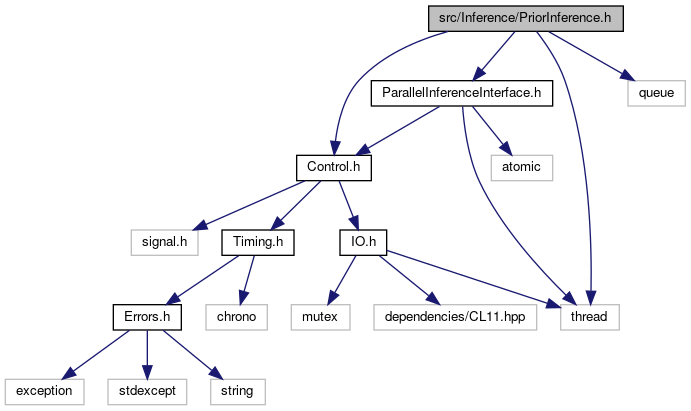 src/Inference/PriorInference.h
ParallelInferenceInterface.h
queue
Control.h
atomic
signal.h
Timing.h
IO.h
Errors.h
chrono
mutex
dependencies/CL11.hpp
thread
exception
stdexcept
string